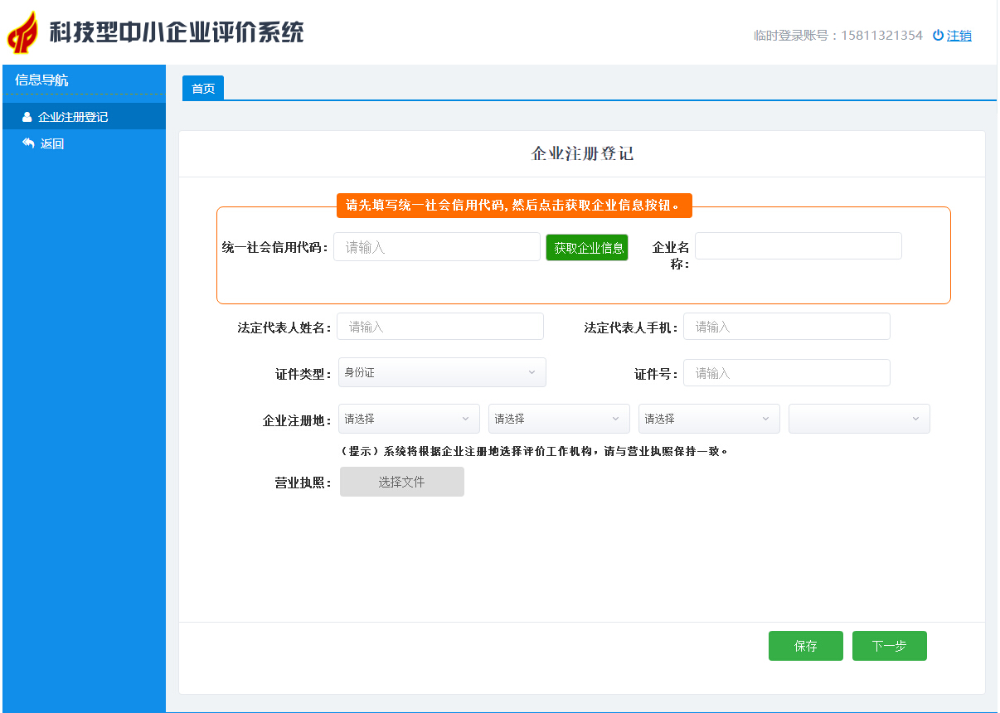 科技型中小企业评价系统
临时登录账号：15811321354 注销
信息导航
首页
企业注册登记
返回
企业注册登记
请先填写统一社会信用代码, 然后点击获取企业信息按钮。
统一社会信用代码： 请输入 获取企业信息 企业名
称：
法定代表人姓名： 请输入 法定代表人手机： 请输入
证件类型： 身份证 证件号： 请输入
企业注册地： 请选择 请选择 请选择
（提示）系统将根据企业注册地选择评价工作机构，请与营业执照保持一致。
营业执照： 选择文件
保存 下一步